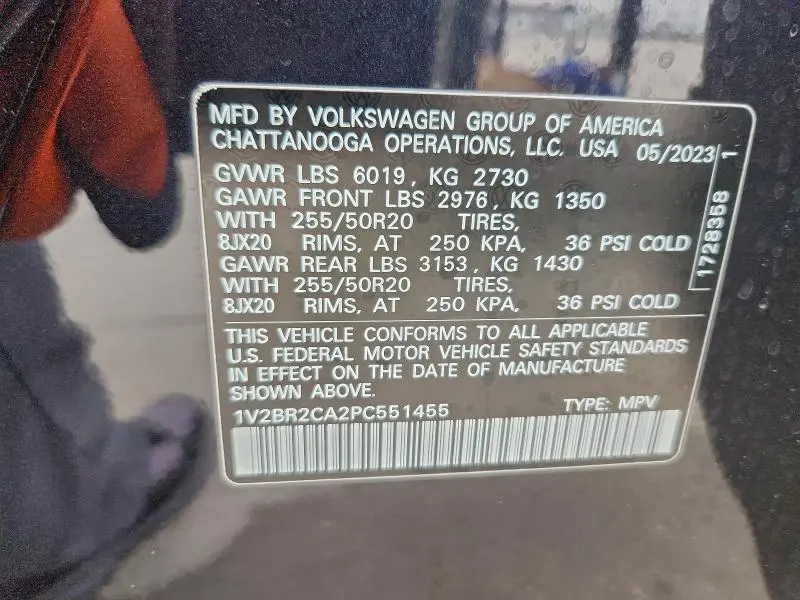 MFD BY VOLKSWAGEN GROUP OF AMERICA
CHATTANOOGA OPERATIONS, LLC. USA 05/2023 1
GVWR LBS 6019, KG 2730
GAWR FRONT LBS 2976, KG 1350
WITH 255/50R20 TIRES,
8JX20 RIMS, AT 250 KPA, 36 PSI COLD
GAWR REAR LBS 3153, KG 1430
WITH 255/50R20 TIRES,
8JX20 RIMS, AT 250 KPA, 36 PSI COLD
1728358
THIS VEHICLE CONFORMS TO ALL APPLICABLE
U.S. FEDERAL MOTOR VEHICLE SAFETY STANDARDS
IN EFFECT ON THE DATE OF MANUFACTURE
SHOWN ABOVE.
1V2BR2CA2PC551455 TYPE: MPV